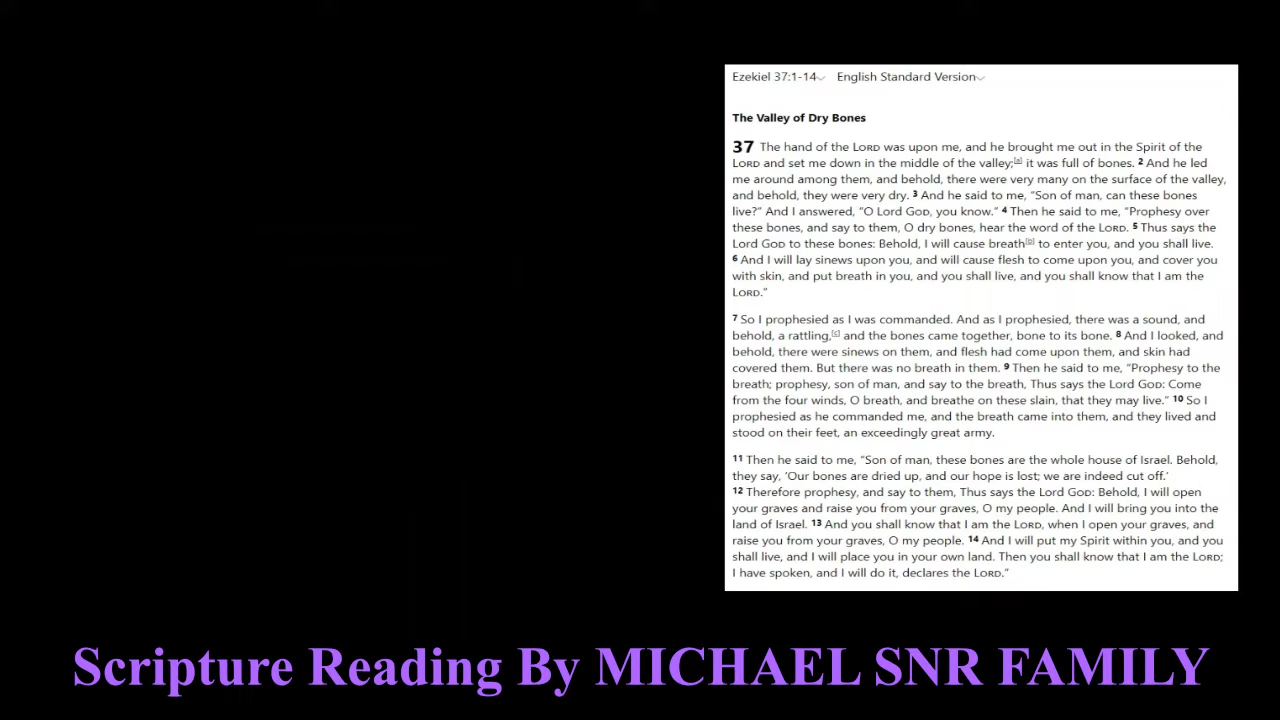 Ezekiel 37:1-14 English Standard Version
The Valley of Dry Bones
37 The hand of the LORD was upon me, and he brought me out in the Spirit of the
LORD and set me down in the middle of the valley;[a] it was full of bones. 2 And he led
me around among them, and behold, there were very many on the surface of the valley,
and behold, they were very dry. 3 And he said to me, “Son of man, can these bones
live?” And I answered, “O Lord GOD, you know.” 4 Then he said to me, “Prophesy over
these bones, and say to them, O dry bones, hear the word of the LORD. 5 Thus says the
Lord GOD to these bones: Behold, I will cause breath[b] to enter you, and you shall live.
6 And I will lay sinews upon you, and will cause flesh to come upon you, and cover you
with skin, and put breath in you, and you shall live, and you shall know that I am the
LORD.”
7 So I prophesied as I was commanded. And as I prophesied, there was a sound, and
behold, a rattling,[c] and the bones came together, bone to its bone. 8 And I looked, and
behold, there were sinews on them, and flesh had come upon them, and skin had
covered them. But there was no breath in them. 9 Then he said to me, “Prophesy to the
breath; prophesy, son of man, and say to the breath, Thus says the Lord GOD: Come
from the four winds, O breath, and breathe on these slain, that they may live.” 10 So I
prophesied as he commanded me, and the breath came into them, and they lived and
stood on their feet, an exceedingly great army.
11 Then he said to me, “Son of man, these bones are the whole house of Israel. Behold,
they say, ‘Our bones are dried up, and our hope is lost; we are indeed cut off.’
12 Therefore prophesy, and say to them, Thus says the Lord GOD: Behold, I will open
your graves and raise you from your graves, O my people. And I will bring you into the
land of Israel. 13 And you shall know that I am the LORD, when I open your graves, and
raise you from your graves, O my people. 14 And I will put my Spirit within you, and you
shall live, and I will place you in your own land. Then you shall know that I am the LORD;
I have spoken, and I will do it, declares the LORD.”
Scripture Reading By MICHAEL SNR FAMILY